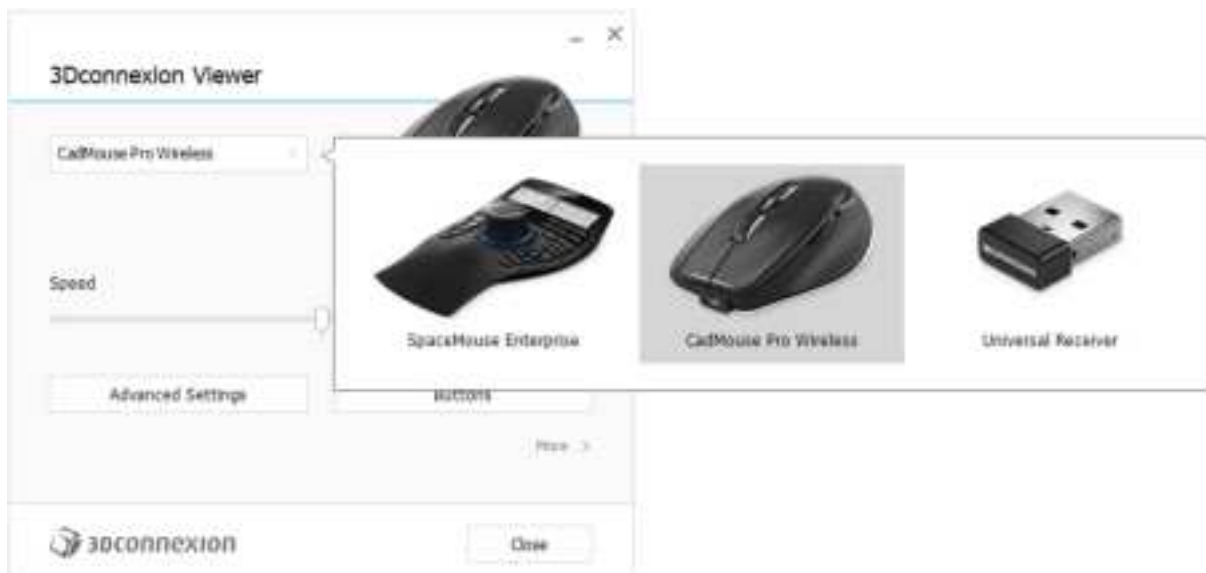 3Dconnexion Viewer
CadMouse Pro Wireless
SpaceMouse Enterprise
CadMouse Pro Wireless
Universal Receiver
Speed
Advanced Settings
Buttons
More >
3Dconnexion
Close